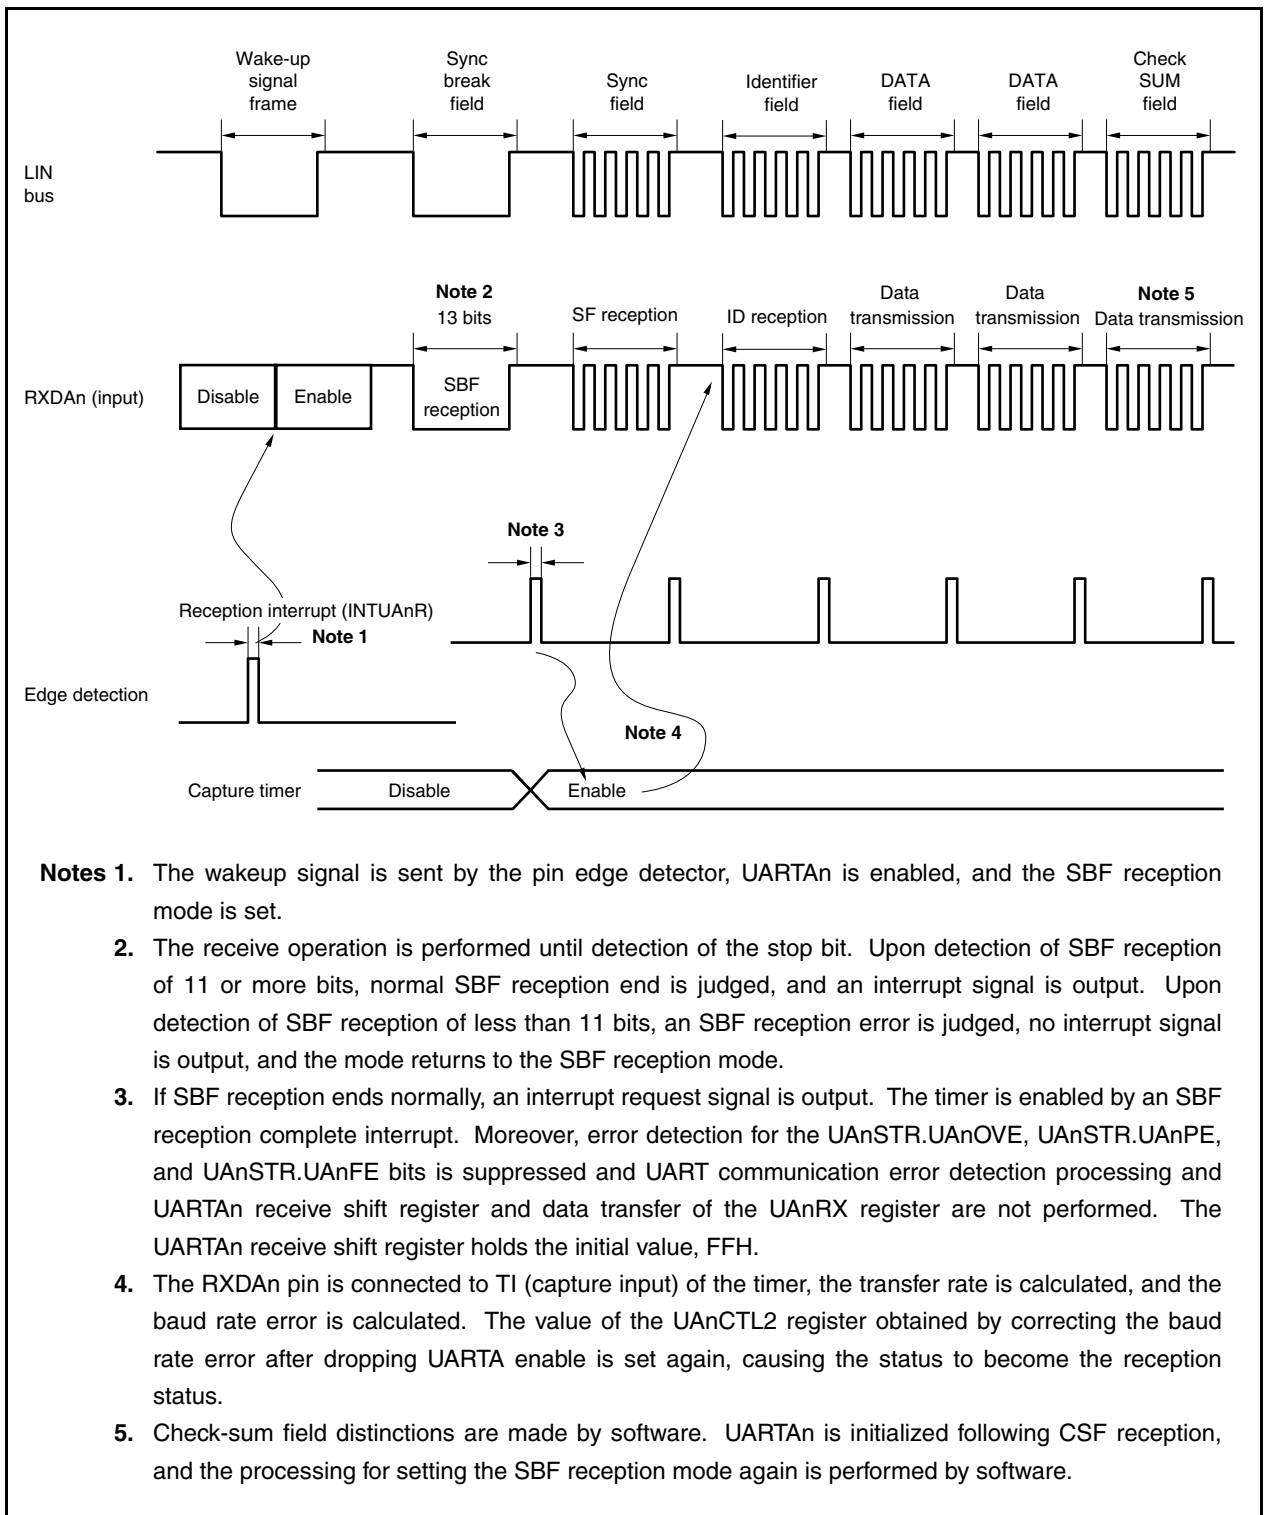 Wake-up
signal
frame
Sync
break
field
Sync
field
Identifier
field
DATA
field
DATA
field
Check
SUM
field
LIN
bus
Note 2
13 bits
SF reception
ID reception
Data
transmission
Data
transmission
Note 5
Data transmission
RXDAn (input)
Disable
Enable
SBF
reception
Note 3
Reception interrupt (INTUAnR)
Note 1
Edge detection
Note 4
Capture timer
Disable
Enable
Notes 1. The wakeup signal is sent by the pin edge detector, UARTAn is enabled, and the SBF reception
mode is set.
2. The receive operation is performed until detection of the stop bit. Upon detection of SBF reception
of 11 or more bits, normal SBF reception end is judged, and an interrupt signal is output. Upon
detection of SBF reception of less than 11 bits, an SBF reception error is judged, no interrupt signal
is output, and the mode returns to the SBF reception mode.
3. If SBF reception ends normally, an interrupt request signal is output. The timer is enabled by an SBF
reception complete interrupt. Moreover, error detection for the UAnSTR.UAnOVE, UAnSTR.UAnPE,
and UAnSTR.UAnFE bits is suppressed and UART communication error detection processing and
UARTAn receive shift register and data transfer of the UAnRX register are not performed. The
UARTAn receive shift register holds the initial value, FFH.
4. The RXDAn pin is connected to TI (capture input) of the timer, the transfer rate is calculated, and the
baud rate error is calculated. The value of the UAnCTL2 register obtained by correcting the baud
rate error after dropping UARTA enable is set again, causing the status to become the reception
status.
5. Check-sum field distinctions are made by software. UARTAn is initialized following CSF reception,
and the processing for setting the SBF reception mode again is performed by software.